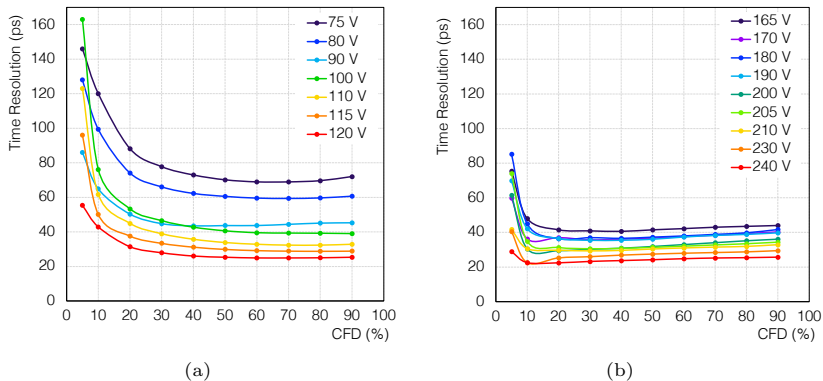 Time Resolution (ps)
160
140
120
100
80
60
40
20
0
0 10 20 30 40 50 60 70 80 90 100
CFD (%)
75 V
80 V
90 V
100 V
110 V
115 V
120 V
(a)
Time Resolution (ps)
160
140
120
100
80
60
40
20
0
0 10 20 30 40 50 60 70 80 90 100
CFD (%)
165 V
170 V
180 V
190 V
200 V
205 V
210 V
230 V
240 V
(b)